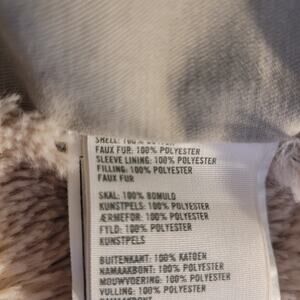 SHELL: 100% COTTON
FAUX FUR: 100% POLYESTER
SLEEVE LINING: 100% POLYESTER
FILLING: 100% POLYESTER
FAUX FUR
SKAL: 100% BOMULD
KUNSTPELS: 100% POLYESTER
ÆRMEFOR: 100% POLYESTER
FYLD: 100% POLYESTER
KUNSTPELS
BUITENKANT: 100% KATOEN
NAMAAKBONT: 100% POLYESTER
MOUWVOERING: 100% POLYESTER
VULLING: 100% POLYESTER